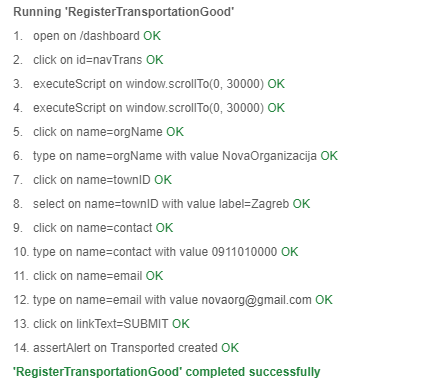 Running 'RegisterTransportationGood'
1. open on /dashboard OK
2. click on id=navTrans OK
3. executeScript on window.scrollTo(0, 30000) OK
4. executeScript on window.scrollTo(0, 30000) OK
5. click on name=orgName OK
6. type on name=orgName with value NovaOrganizacija OK
7. click on name=townID OK
8. select on name=townID with value label=Zagreb OK
9. click on name=contact OK
10. type on name=contact with value 0911010000 OK
11. click on name=email OK
12. type on name=email with value novaorg@gmail.com OK
13. click on linkText=SUBMIT OK
14. assertAlert on Transported created OK
'RegisterTransportationGood' completed successfully